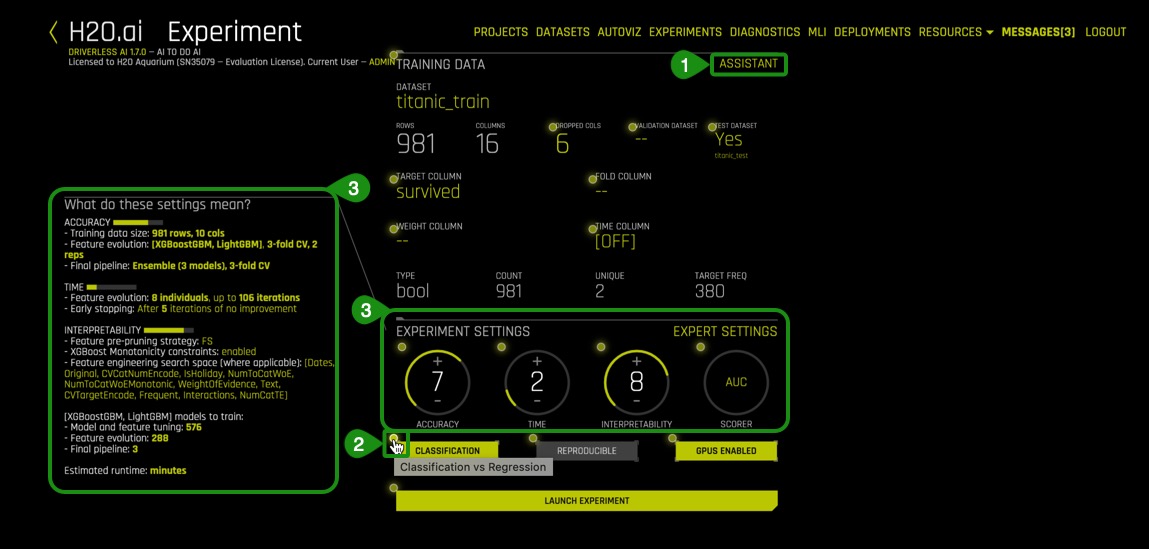 H2O.ai Experiment
DRIVERLESS AI 1.7.0 – AI TO DO AI
Licensed to H2O Aquarium (SN35079 – Evaluation License). Current User – ADMIN
PROJECTS DATASETS AUTOVIZ EXPERIMENTS DIAGNOSTICS MLI DEPLOYMENTS RESOURCES MESSAGES[3] LOGOUT
TRAINING DATA
1
ASSISTANT
DATASET
titanic_train
ROWS COLUMNS DROPPED COLS VALIDATION DATASET TEST DATASET
981 16 6 -- Yes
titanic_test
TARGET COLUMN FOLD COLUMN
survived --
WEIGHT COLUMN TIME COLUMN
-- [OFF]
TYPE COUNT UNIQUE TARGET FREQ
bool 981 2 380
3
What do these settings mean?
ACCURACY
- Training data size: 981 rows, 10 cols
- Feature evolution: [XGBoostGBM, LightGBM], 3-fold CV, 2
reps
- Final pipeline: Ensemble (3 models), 3-fold CV
TIME
- Feature evolution: 8 individuals, up to 106 iterations
- Early stopping: After 5 iterations of no improvement
INTERPRETABILITY
- Feature pre-pruning strategy: FS
- XGBoost Monotonicity constraints: enabled
- Feature engineering search space (where applicable): [Dates,
Original, CVCatNumEncode, IsHoliday, NumToCatWoE,
NumToCatWoEMonotonic, WeightOfEvidence, Text,
CVTargetEncode, Frequent, Interactions, NumCatTE]
[XGBoostGBM, LightGBM] models to train:
- Model and feature tuning: 576
- Feature evolution: 288
- Final pipeline: 3
Estimated runtime: minutes
3
EXPERIMENT SETTINGS EXPERT SETTINGS
+ + +
7 2 8 AUC
– – –
ACCURACY TIME INTERPRETABILITY SCORER
2
CLASSIFICATION REPRODUCIBLE GPUS ENABLED
Classification vs Regression
LAUNCH EXPERIMENT